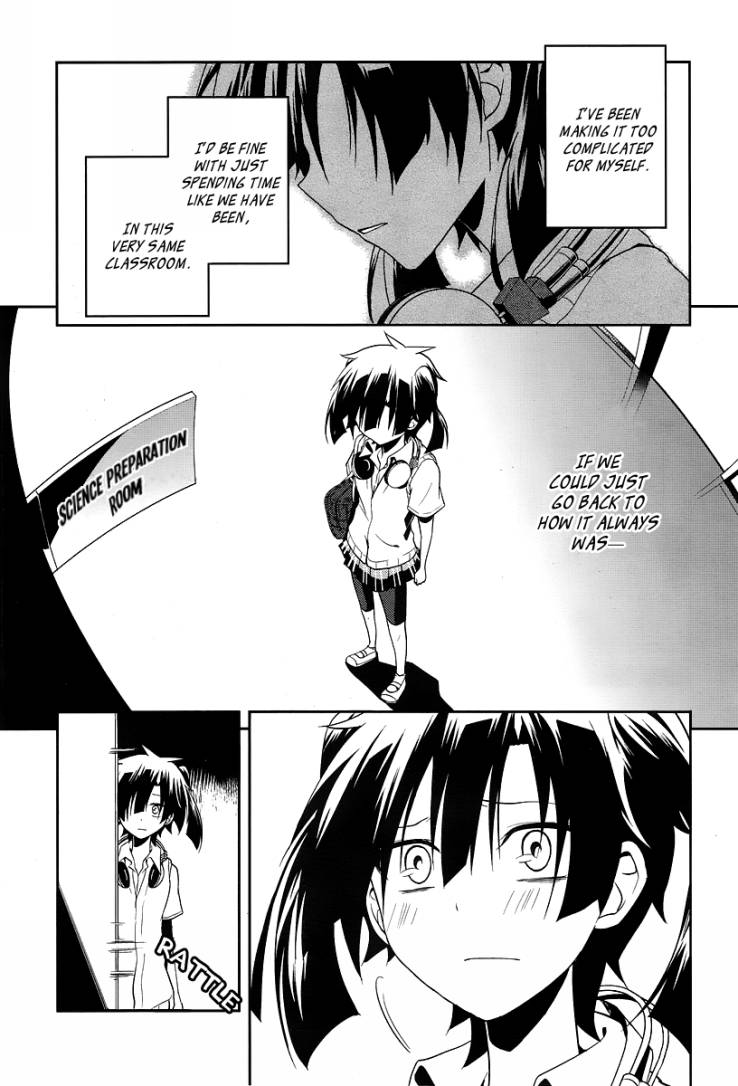 I'VE BEEN
MAKING IT TOO
COMPLICATED
FOR MYSELF.
I'D BE FINE
WITH JUST
SPENDING TIME
LIKE WE HAVE
BEEN,
IN THIS
VERY SAME
CLASSROOM.
SCIENCE PREPARATION
ROOM
IF WE
COULD JUST
GO BACK TO
HOW IT ALWAYS
WAS—
RATTLE